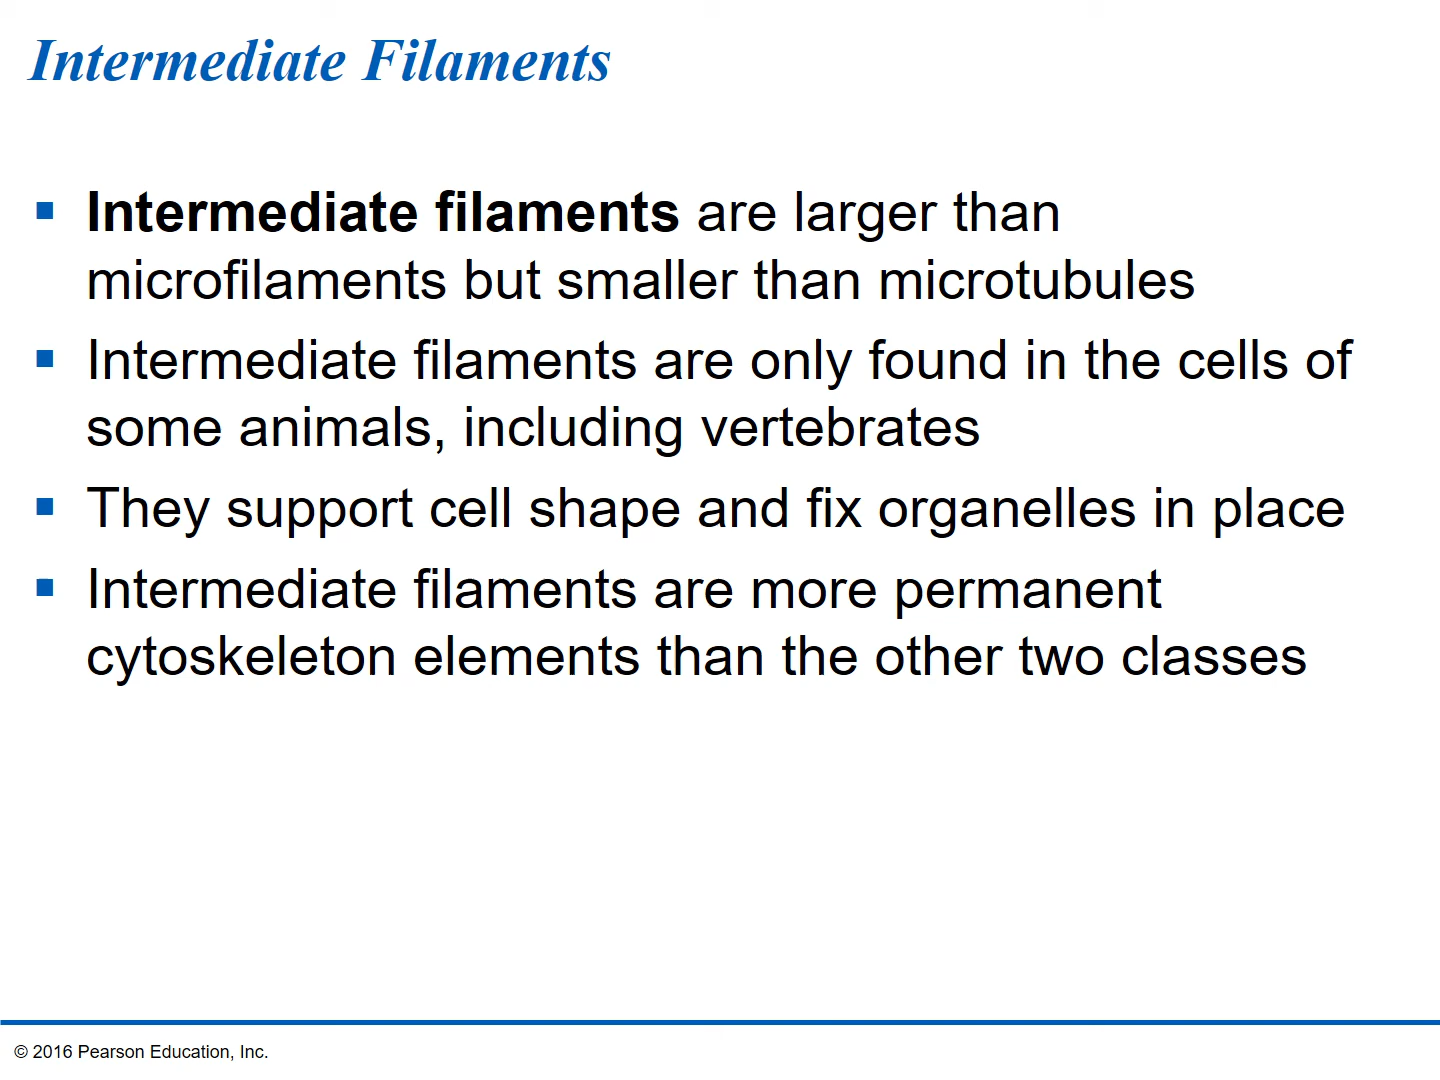 Intermediate Filaments
▪ Intermediate filaments are larger than
microfilaments but smaller than microtubules
▪ Intermediate filaments are only found in the cells of
some animals, including vertebrates
▪ They support cell shape and fix organelles in place
▪ Intermediate filaments are more permanent
cytoskeleton elements than the other two classes
© 2016 Pearson Education, Inc.